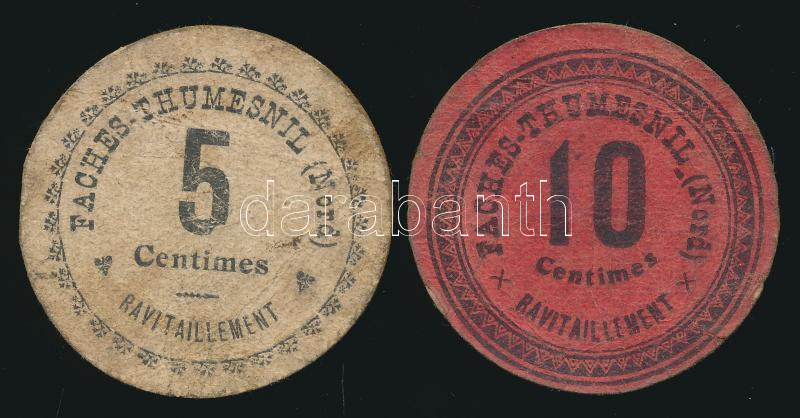 FACHES-THUMESNIL (Nord)
5
Centimes
RAVITAILLEMENT
FACHES-THUMESNIL (Nord)
10
Centimes
RAVITAILLEMENT
darabanth